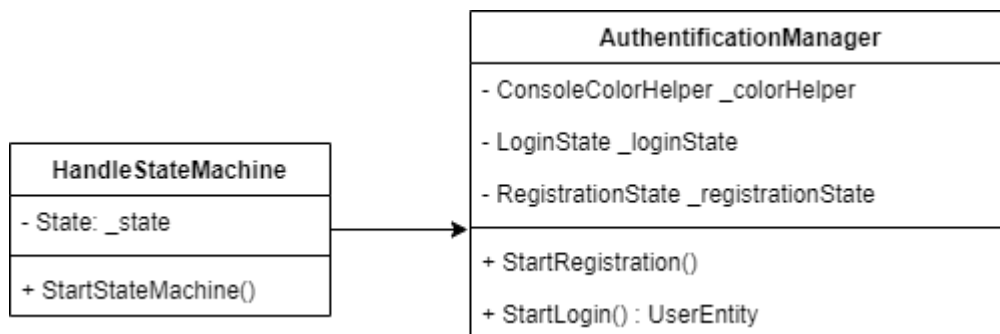 AuthentificationManager
- ConsoleColorHelper _colorHelper
- LoginState _loginState
- RegistrationState _registrationState
+ StartRegistration()
+ StartLogin() : UserEntity
HandleStateMachine
- State: _state
+ StartStateMachine()